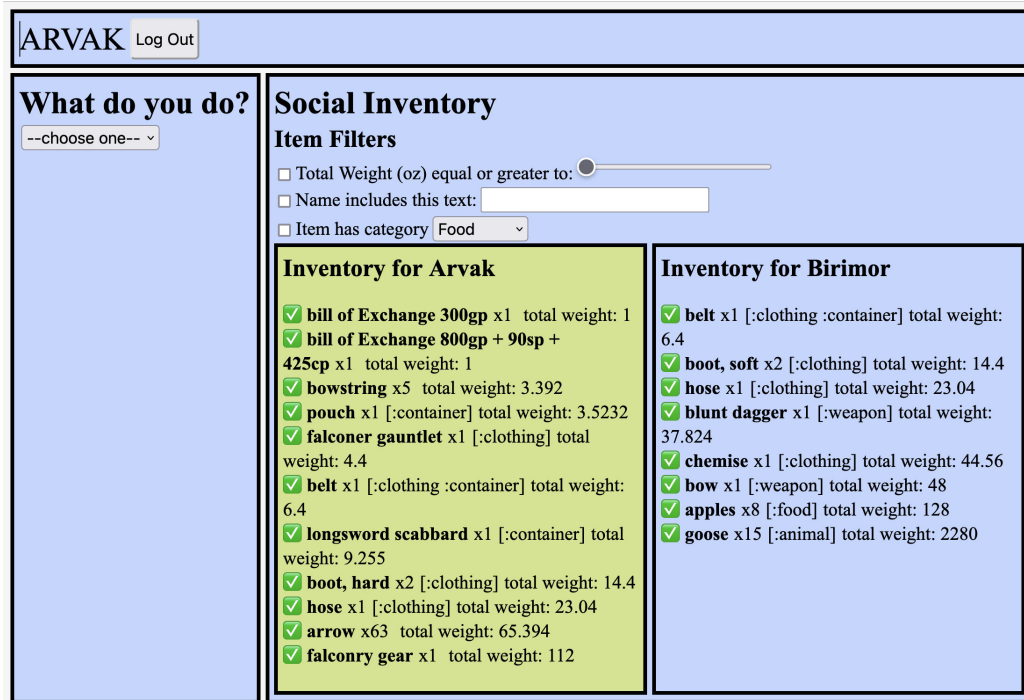 ARVAK Log Out
What do you do?
--choose one--
Social Inventory
Item Filters
Total Weight (oz) equal or greater to:
Name includes this text:
Item has category Food
Inventory for Arvak
✅ bill of Exchange 300gp x1 total weight: 1
✅ bill of Exchange 800gp + 90sp +
425cp x1 total weight: 1
✅ bowstring x5 total weight: 3.392
✅ pouch x1 [:container] total weight: 3.5232
✅ falconer gauntlet x1 [:clothing] total
weight: 4.4
✅ belt x1 [:clothing :container] total weight:
6.4
✅ longsword scabbard x1 [:container] total
weight: 9.255
✅ boot, hard x2 [:clothing] total weight: 14.4
✅ hose x1 [:clothing] total weight: 23.04
✅ arrow x63 total weight: 65.394
✅ falconry gear x1 total weight: 112
Inventory for Birimor
✅ belt x1 [:clothing :container] total weight:
6.4
✅ boot, soft x2 [:clothing] total weight: 14.4
✅ hose x1 [:clothing] total weight: 23.04
✅ blunt dagger x1 [:weapon] total weight:
37.824
✅ chemise x1 [:clothing] total weight: 44.56
✅ bow x1 [:weapon] total weight: 48
✅ apples x8 [:food] total weight: 128
✅ goose x15 [:animal] total weight: 2280